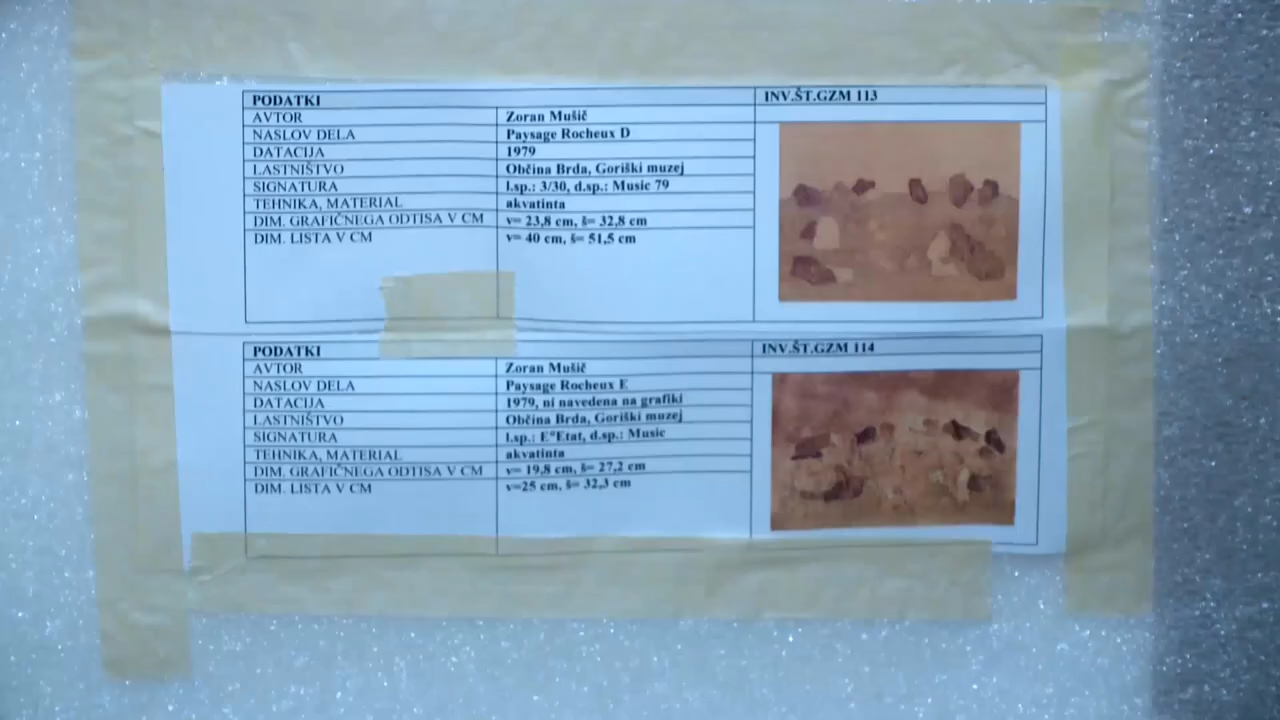 PODATKI INV.ŠT.GZM 113
AVTOR Zoran Mušič
NASLOV DELA Paysage Rocheux D
DATACIJA 1979
LASTNIŠTVO Občina Brda, Goriški muzej
SIGNATURA l.sp.: 3/30, d.sp.: Music 79
TEHNIKA, MATERIAL akvatinta
DIM. GRAFIČNEGA ODTISA V CM v= 23,8 cm, š= 32,8 cm
DIM. LISTA V CM v= 40 cm, š= 51,5 cm
PODATKI INV.ŠT.GZM 114
AVTOR Zoran Mušič
NASLOV DELA Paysage Rocheux E
DATACIJA 1979, ni navedena na grafiki
LASTNIŠTVO Občina Brda, Goriški muzej
SIGNATURA l.sp.: E°Etat, d.sp.: Music
TEHNIKA, MATERIAL akvatinta
DIM. GRAFIČNEGA ODTISA V CM v= 19,8 cm, š= 27,2 cm
DIM. LISTA V CM v=25 cm, š= 32,3 cm